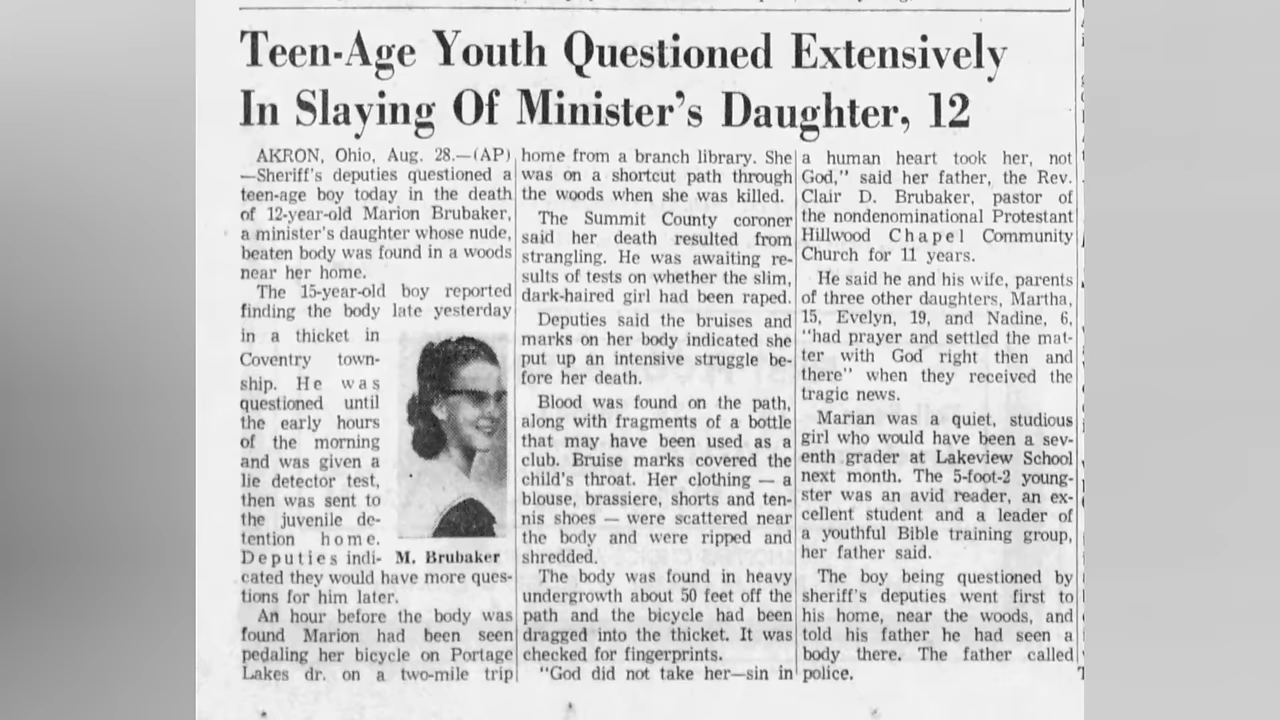 Teen-Age Youth Questioned Extensively
In Slaying Of Minister's Daughter, 12
AKRON, Ohio, Aug. 28.—(AP)
—Sheriff's deputies questioned a
teen-age boy today in the death
of 12-year-old Marion Brubaker,
a minister's daughter whose nude,
beaten body was found in a woods
near her home.
The 15-year-old boy reported
finding the body late yesterday
in a thicket in
Coventry town-
ship. He was
questioned until
the early hours
of the morning
and was given a
lie detector test,
then was sent to
the juvenile de-
tention home.
Deputies indi-
M. Brubaker
cated they would have more ques-
tions for him later.
An hour before the body was
found Marion had been seen
pedaling her bicycle on Portage
Lakes dr. on a two-mile trip
home from a branch library. She
was on a shortcut path through
the woods when she was killed.
The Summit County coroner
said her death resulted from
strangling. He was awaiting re-
sults of tests on whether the slim,
dark-haired girl had been raped.
Deputies said the bruises and
marks on her body indicated she
put up an intensive struggle be-
fore her death.
Blood was found on the path,
along with fragments of a bottle
that may have been used as a
club. Bruise marks covered the
child's throat. Her clothing — a
blouse, brassiere, shorts and ten-
nis shoes — were scattered near
the body and were ripped and
shredded.
The body was found in heavy
undergrowth about 50 feet off the
path and the bicycle had been
dragged into the thicket. It was
checked for fingerprints.
"God did not take her—sin in
a human heart took her, not
God," said her father, the Rev.
Clair D. Brubaker, pastor of
the nondenominational Protestant
Hillwood Chapel Community
Church for 11 years.
He said he and his wife, parents
of three other daughters, Martha,
15, Evelyn, 19, and Nadine, 6,
"had prayer and settled the mat-
ter with God right then and
there" when they received the
tragic news.
Marian was a quiet, studious
girl who would have been a sev-
enth grader at Lakeview School
next month. The 5-foot-2 young-
ster was an avid reader, an ex-
cellent student and a leader of
a youthful Bible training group,
her father said.
The boy being questioned by
sheriff's deputies went first to
his home, near the woods, and
told his father he had seen a
body there. The father called
police.